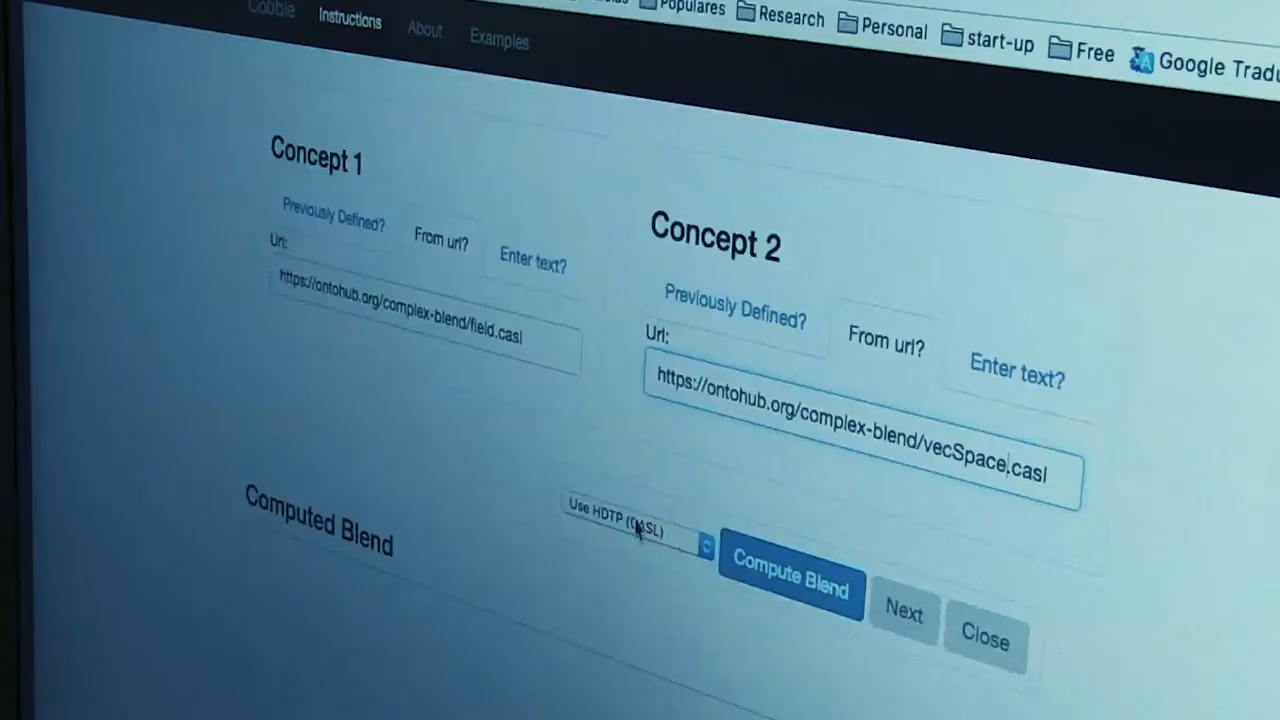 Populares Research Personal start-up Free Google Tradu
Cobble Instructions About Examples
Concept 1
Previously Defined? From url? Enter text?
Url:
https://ontohub.org/complex-blend/field.casl
Concept 2
Previously Defined? From url? Enter text?
Url:
https://ontohub.org/complex-blend/vecSpace.casl
Use HDTP (CASL) Compute Blend Next Close
Computed Blend